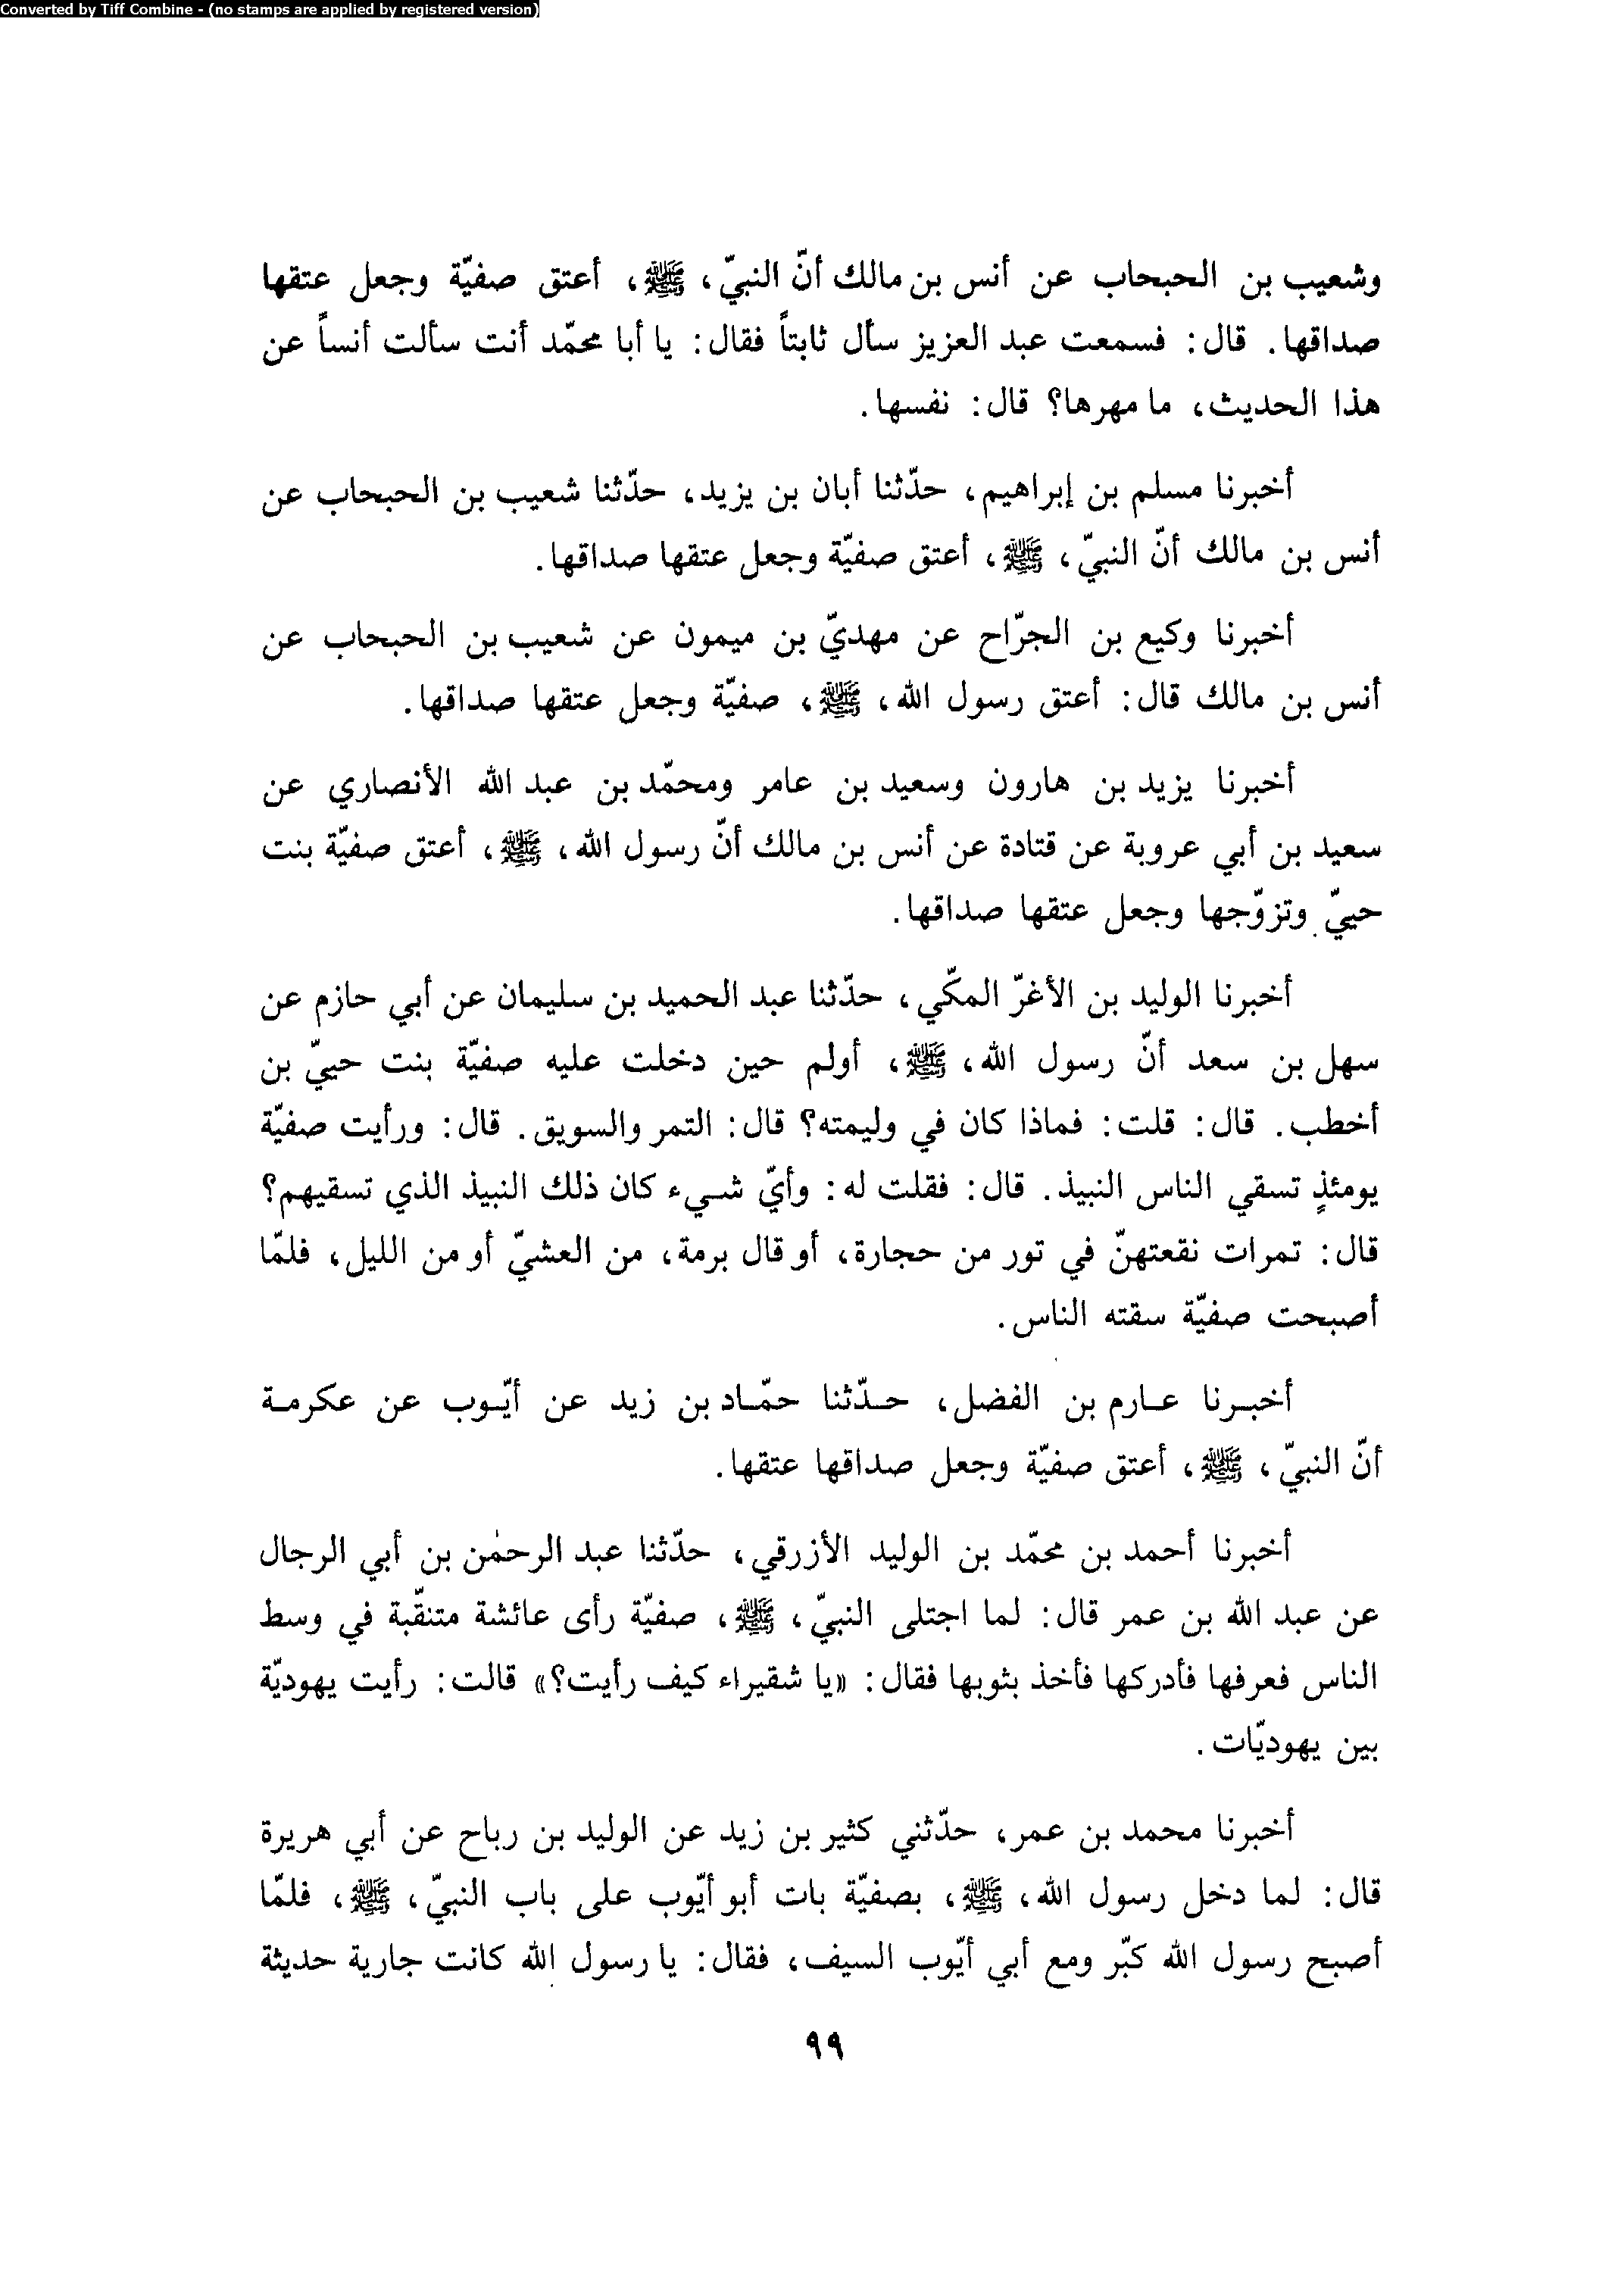 Converted by Tiff Combine - (no stamps are applied by registered version)
وشعيب بن الحبحاب عن أنس بن مالك أنّ النبيّ، ﷺ، أعتق صفيّة وجعل عتقها
صداقها. قال: فسمعت عبد العزيز سأل ثابتاً فقال: يا أبا محمّد أنت سألت أنساً عن
هذا الحديث، ما مهرها؟ قال: نفسها.
أخبرنا مسلم بن إبراهيم، حدّثنا أبان بن يزيد، حدّثنا شعيب بن الحبحاب عن
أنس بن مالك أنّ النبيّ، ﷺ، أعتق صفيّة وجعل عتقها صداقها.
أخبرنا وكيع بن الجرّاح عن مهديّ بن ميمون عن شعيب بن الحبحاب عن
أنس بن مالك قال: أعتق رسول الله، ﷺ، صفيّة وجعل عتقها صداقها.
أخبرنا يزيد بن هارون وسعيد بن عامر ومحمّد بن عبد الله الأنصاري عن
سعيد بن أبي عروبة عن قتادة عن أنس بن مالك أنّ رسول الله، ﷺ، أعتق صفيّة بنت
حييّ وتزوّجها وجعل عتقها صداقها.
أخبرنا الوليد بن الأغرّ المكّي، حدّثنا عبد الحميد بن سليمان عن أبي حازم عن
سهل بن سعد أنّ رسول الله، ﷺ، أولم حين دخلت عليه صفيّة بنت حييّ بن
أخطب. قال: قلت: فماذا كان في وليمته؟ قال: التمر والسويق. قال: ورأيت صفيّة
يومئذٍ تسقي الناس النبيذ. قال: فقلت له: وأيّ شيء كان ذلك النبيذ الذي تسقيهم؟
قال: تمرات نقعتهنّ في تور من حجارة، أو قال برمة، من العشيّ أو من الليل، فلمّا
أصبحت صفيّة سقته الناس.
أخبرنا عارم بن الفضل، حدّثنا حمّاد بن زيد عن أيّوب عن عكرمة
أنّ النبيّ، ﷺ، أعتق صفيّة وجعل صداقها عتقها.
أخبرنا أحمد بن محمّد بن الوليد الأزرقي، حدّثنا عبد الرحمٰن بن أبي الرجال
عن عبد الله بن عمر قال: لما اجتلى النبيّ، ﷺ، صفيّة رأى عائشة متنقّبة في وسط
الناس فعرفها فأدركها فأخذ بثوبها فقال: «يا شقيراء كيف رأيت؟» قالت: رأيت يهوديّة
بين يهوديّات.
أخبرنا محمد بن عمر، حدّثني كثير بن زيد عن الوليد بن رباح عن أبي هريرة
قال: لما دخل رسول الله، ﷺ، بصفيّة بات أبو أيّوب على باب النبيّ، ﷺ، فلمّا
أصبح رسول الله كبّر ومع أبي أيّوب السيف، فقال: يا رسول الله كانت جارية حديثة
٩٩